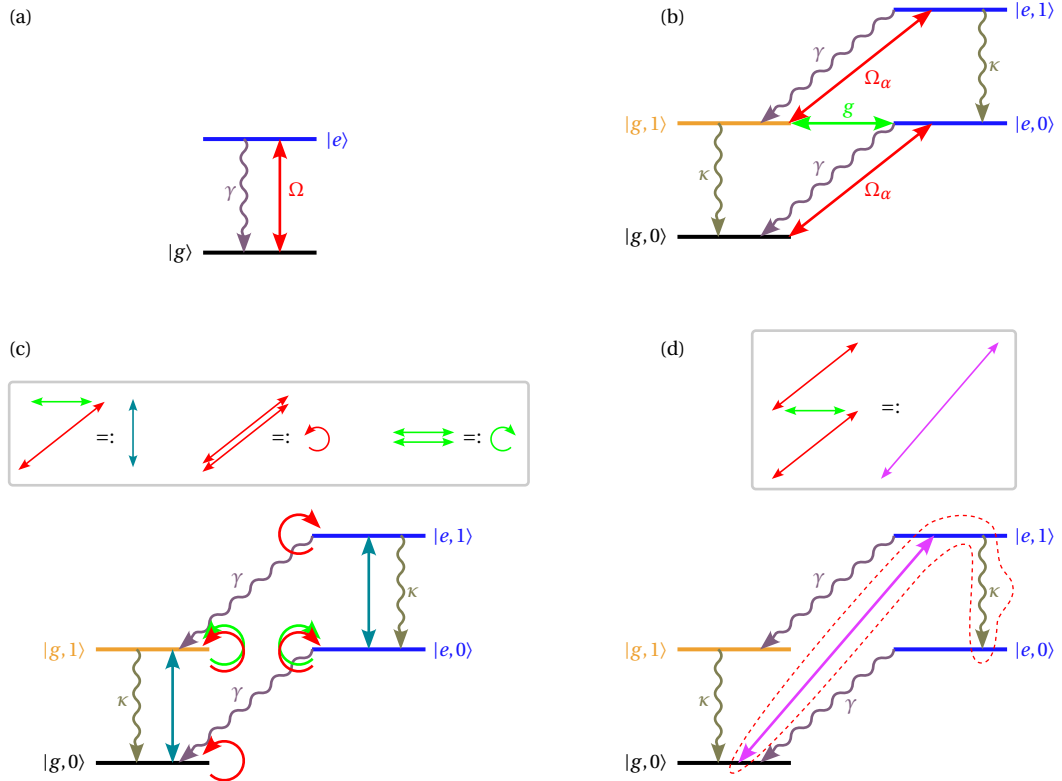 (a)
|e⟩
γ
Ω
|g⟩
(b)
|e, 1⟩
γ
κ
Ω_α
|g, 1⟩
g
|e, 0⟩
γ
κ
Ω_α
|g, 0⟩
(c)
=:
=:
=:
|e, 1⟩
γ
κ
|g, 1⟩
|e, 0⟩
γ
κ
|g, 0⟩
(d)
=:
|e, 1⟩
γ
κ
|g, 1⟩
|e, 0⟩
κ
γ
|g, 0⟩